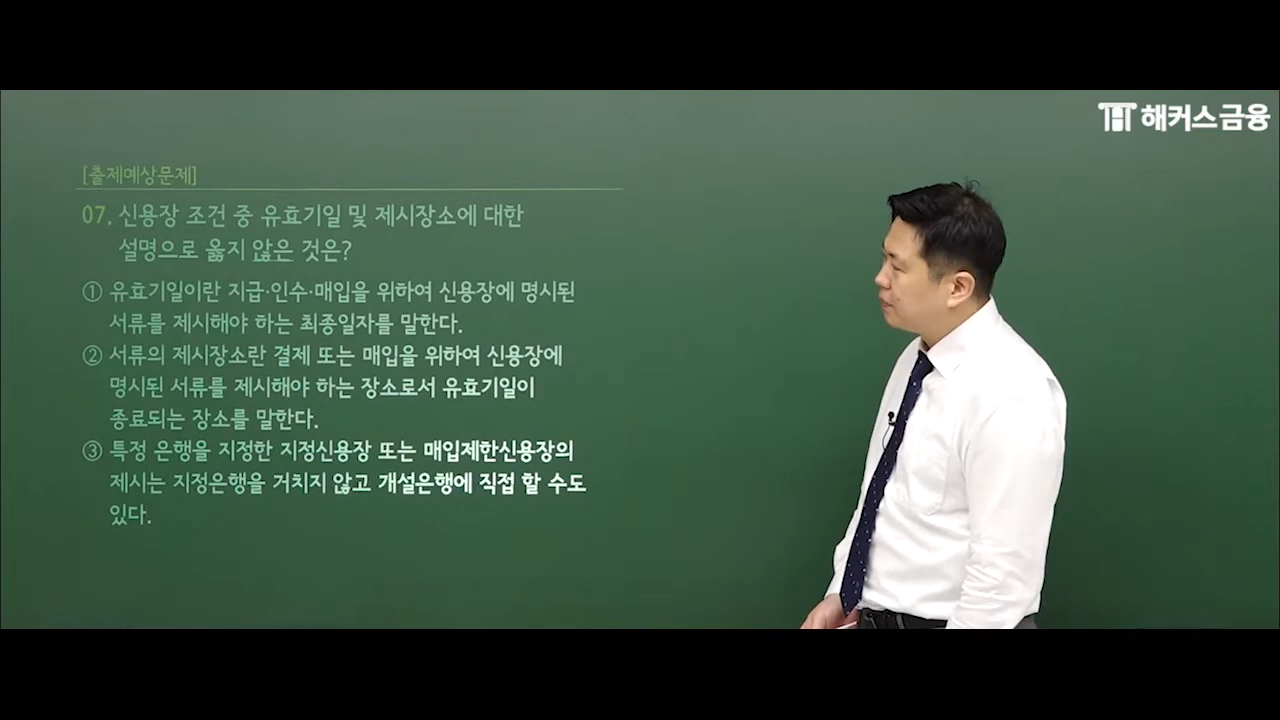 해커스금융
[출제예상문제]
07. 신용장 조건 중 유효기일 및 제시장소에 대한
설명으로 옳지 않은 것은?
① 유효기일이란 지급·인수·매입을 위하여 신용장에 명시된
서류를 제시해야 하는 최종일자를 말한다.
② 서류의 제시장소란 결제 또는 매입을 위하여 신용장에
명시된 서류를 제시해야 하는 장소로서 유효기일이
종료되는 장소를 말한다.
③ 특정 은행을 지정한 지정신용장 또는 매입제한신용장의
제시는 지정은행을 거치지 않고 개설은행에 직접 할 수도
있다.